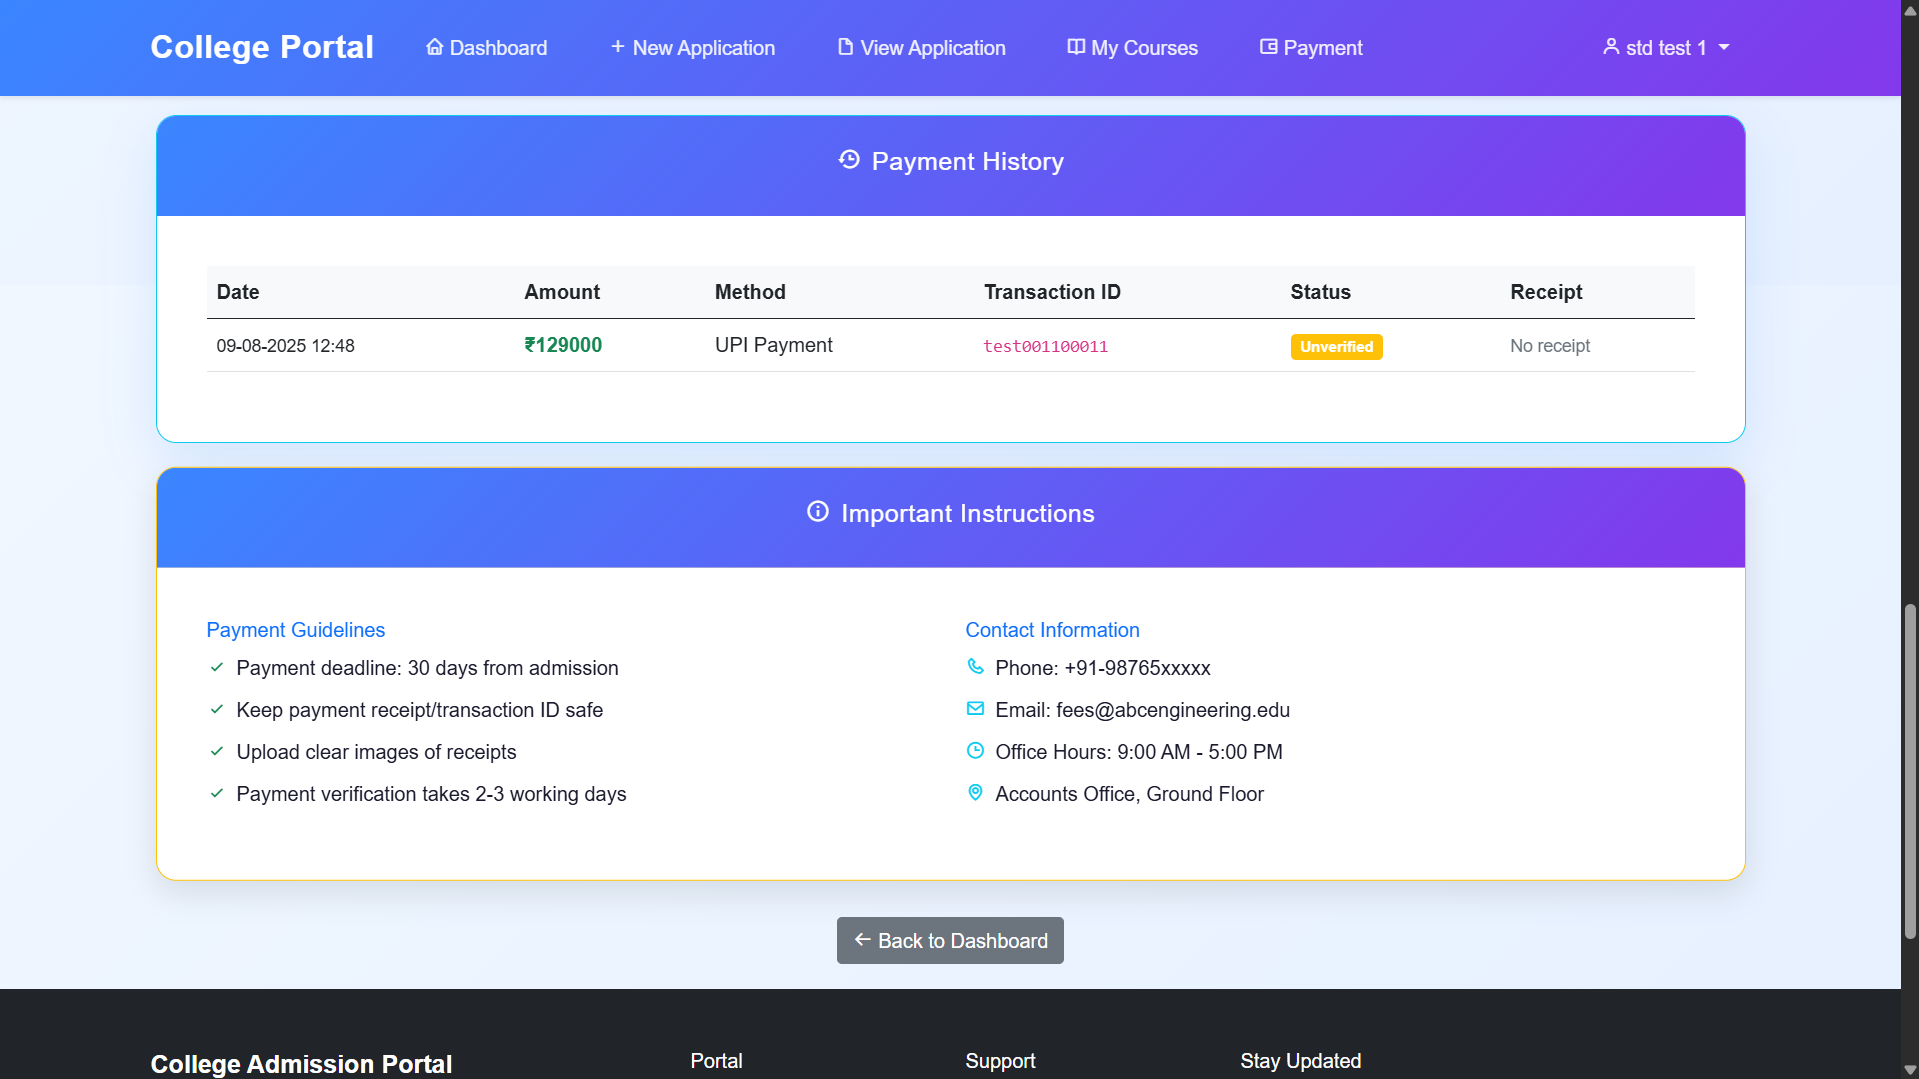 College Portal
Dashboard
New Application
View Application
My Courses
Payment
std test 1
Payment History
Date Amount Method Transaction ID Status Receipt
09-08-2025 12:48 ₹129000 UPI Payment test001100011 Unverified No receipt
Important Instructions
Payment Guidelines
Payment deadline: 30 days from admission
Keep payment receipt/transaction ID safe
Upload clear images of receipts
Payment verification takes 2-3 working days
Contact Information
Phone: +91-98765xxxxx
Email: fees@abcengineering.edu
Office Hours: 9:00 AM - 5:00 PM
Accounts Office, Ground Floor
Back to Dashboard
College Admission Portal
Portal
Support
Stay Updated